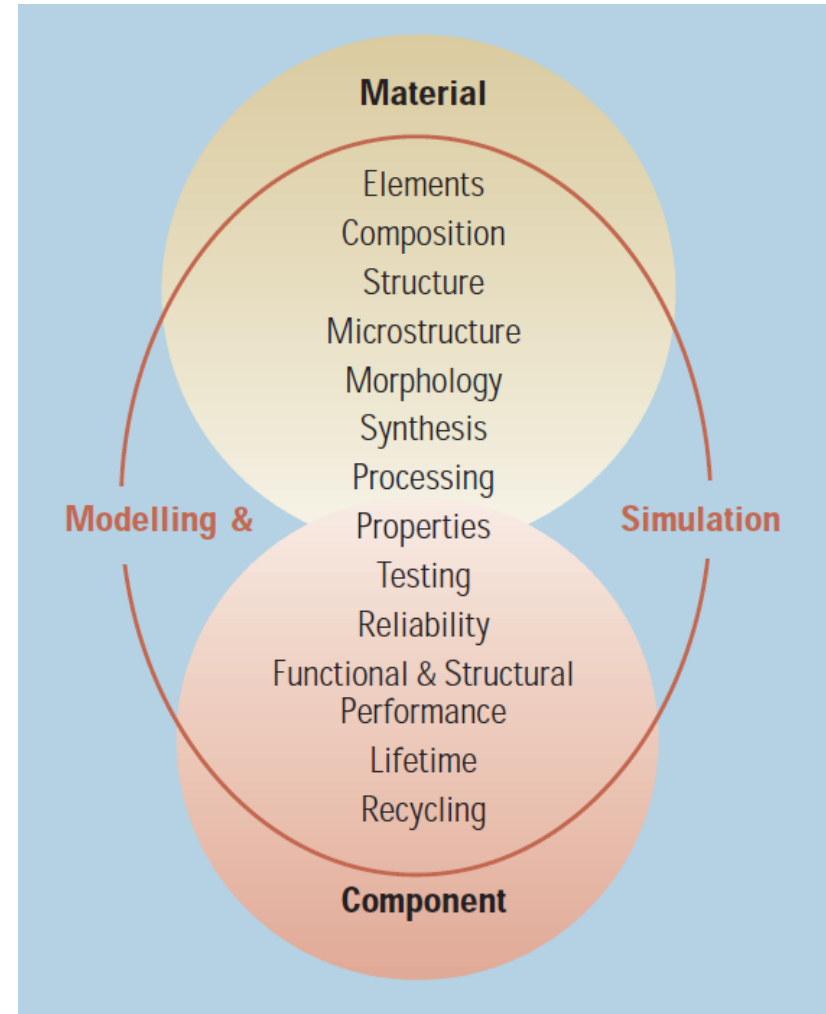 Material
Elements
Composition
Structure
Microstructure
Morphology
Synthesis
Processing
Modelling &
Properties
Simulation
Testing
Reliability
Functional & Structural
Performance
Lifetime
Recycling
Component